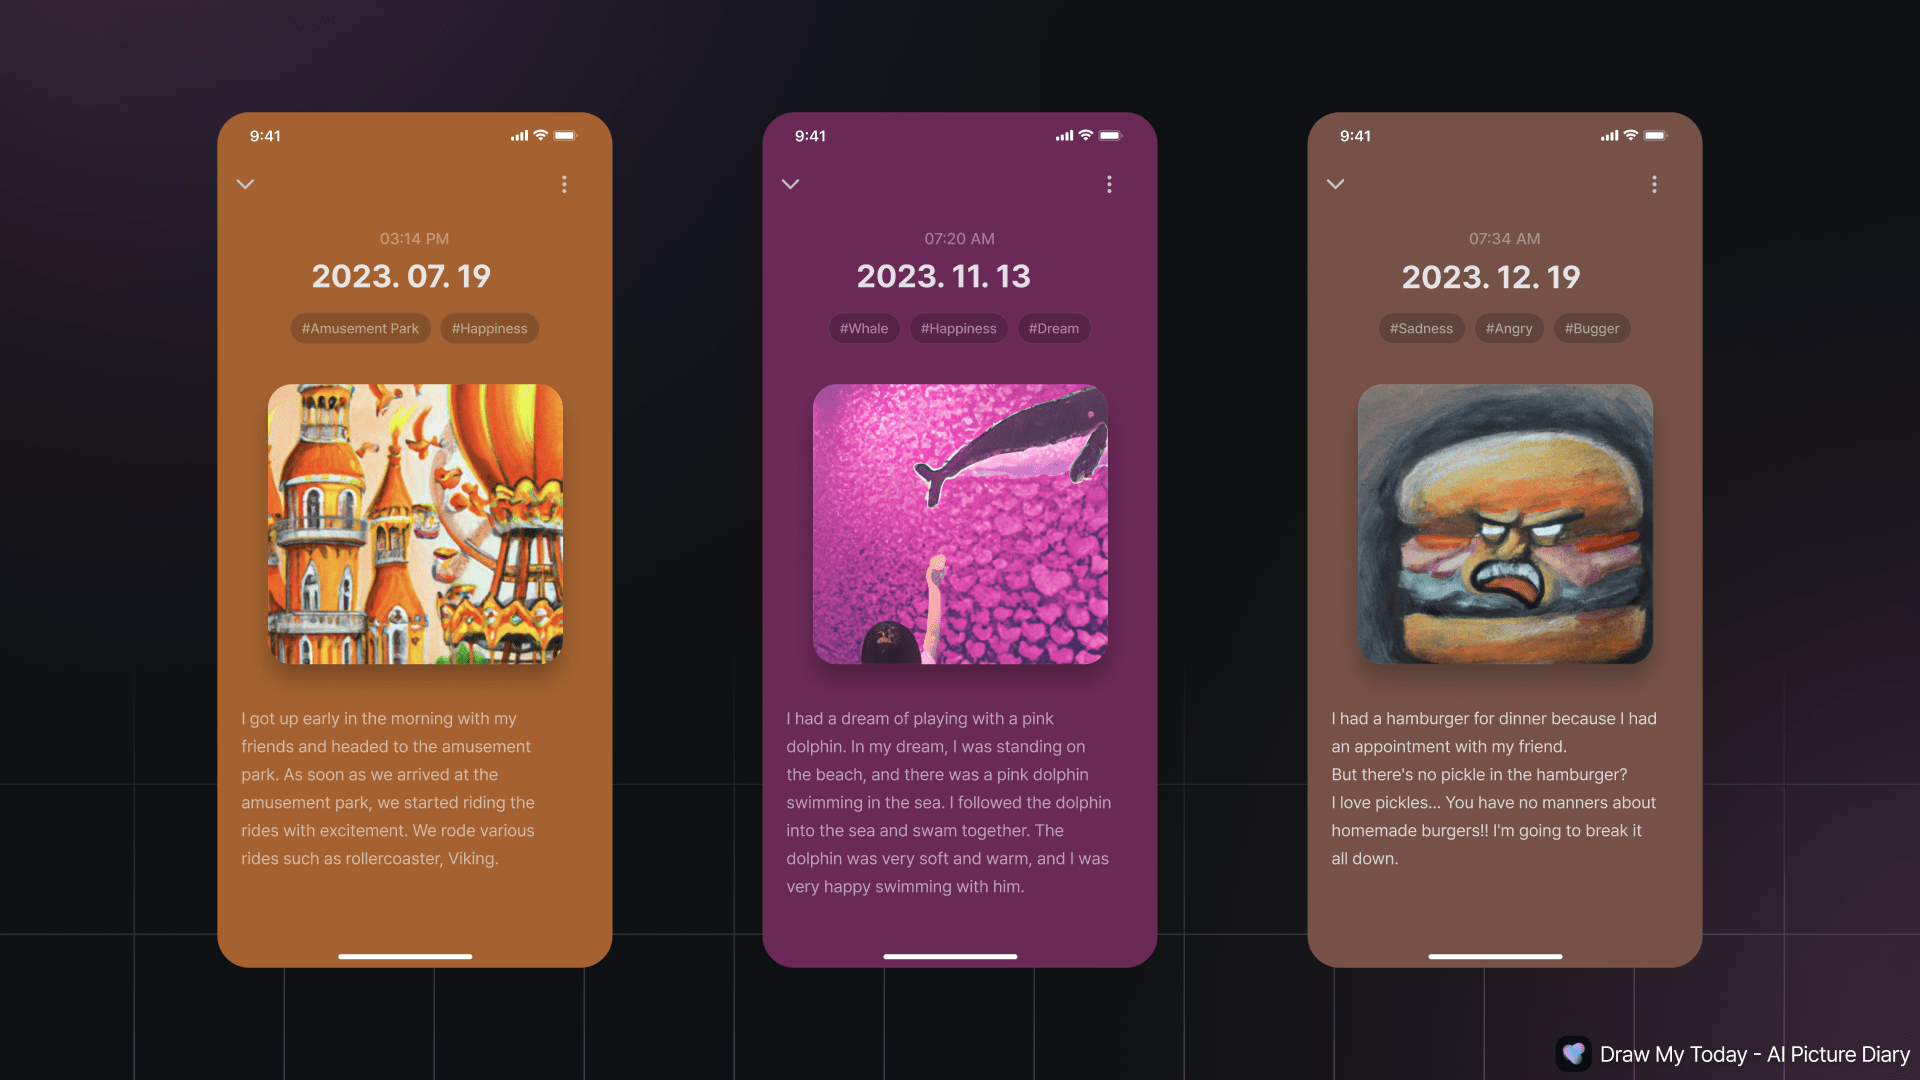 9:41
03:14 PM
2023. 07. 19
#Amusement Park #Happiness
I got up early in the morning with my
friends and headed to the amusement
park. As soon as we arrived at the
amusement park, we started riding the
rides with excitement. We rode various
rides such as rollercoaster, Viking.
9:41
07:20 AM
2023. 11. 13
#Whale #Happiness #Dream
I had a dream of playing with a pink
dolphin. In my dream, I was standing on
the beach, and there was a pink dolphin
swimming in the sea. I followed the dolphin
into the sea and swam together. The
dolphin was very soft and warm, and I was
very happy swimming with him.
9:41
07:34 AM
2023. 12. 19
#Sadness #Angry #Bugger
I had a hamburger for dinner because I had
an appointment with my friend.
But there's no pickle in the hamburger?
I love pickles... You have no manners about
homemade burgers!! I'm going to break it
all down.
Draw My Today - AI Picture Diary